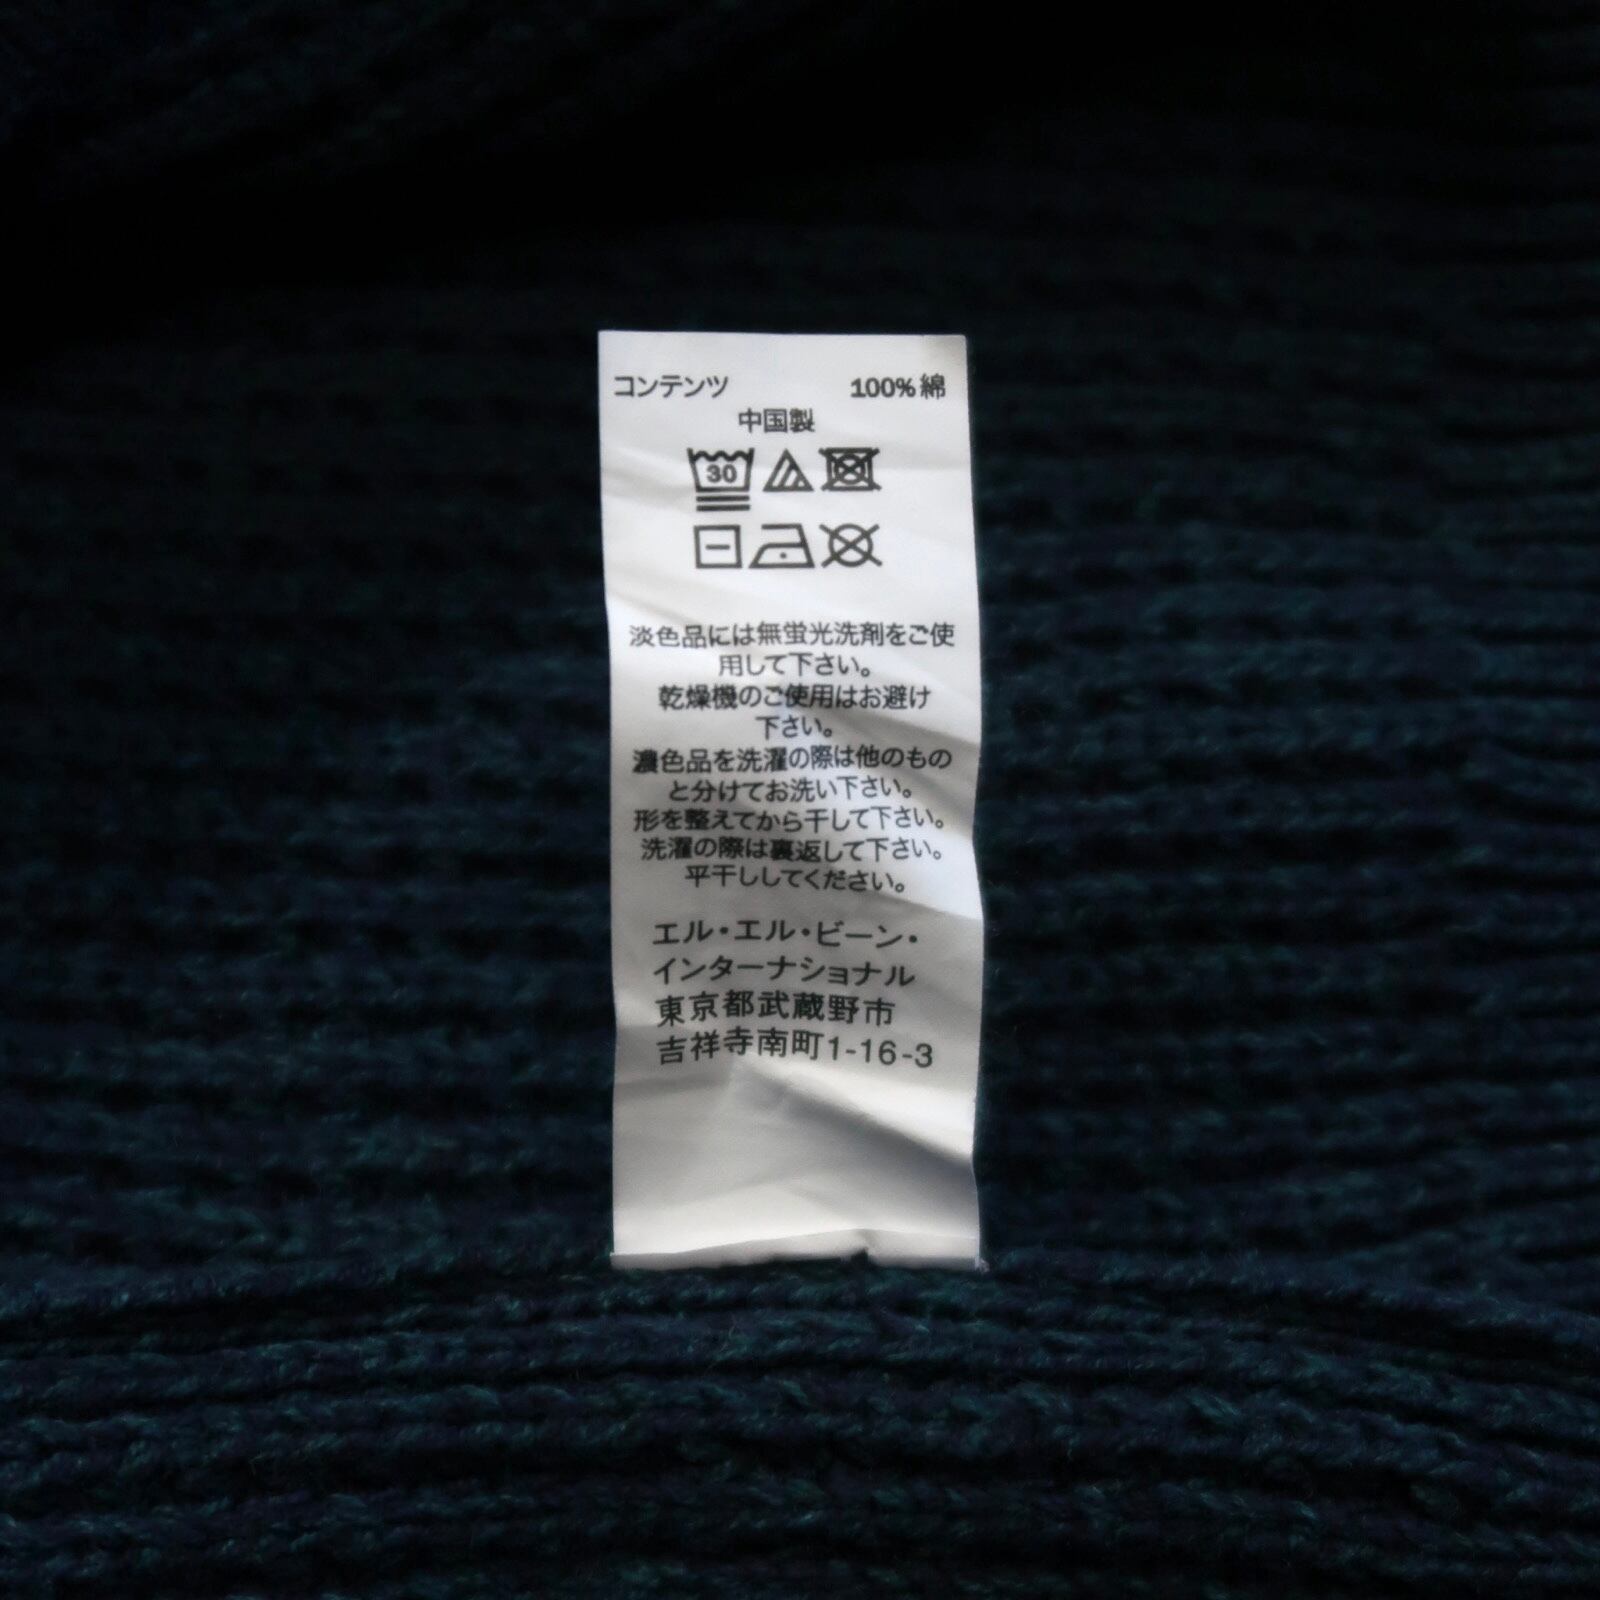 コンテンツ 100%綿
中国製
30
淡色品には無蛍光洗剤をご使
用して下さい。
乾燥機のご使用はお避け
下さい。
濃色品を洗濯の際は他のもの
と分けてお洗い下さい。
形を整えてから干して下さい。
洗濯の際は裏返して下さい。
平干ししてください。
エル・エル・ビーン・
インターナショナル
東京都武蔵野市
吉祥寺南町1-16-3